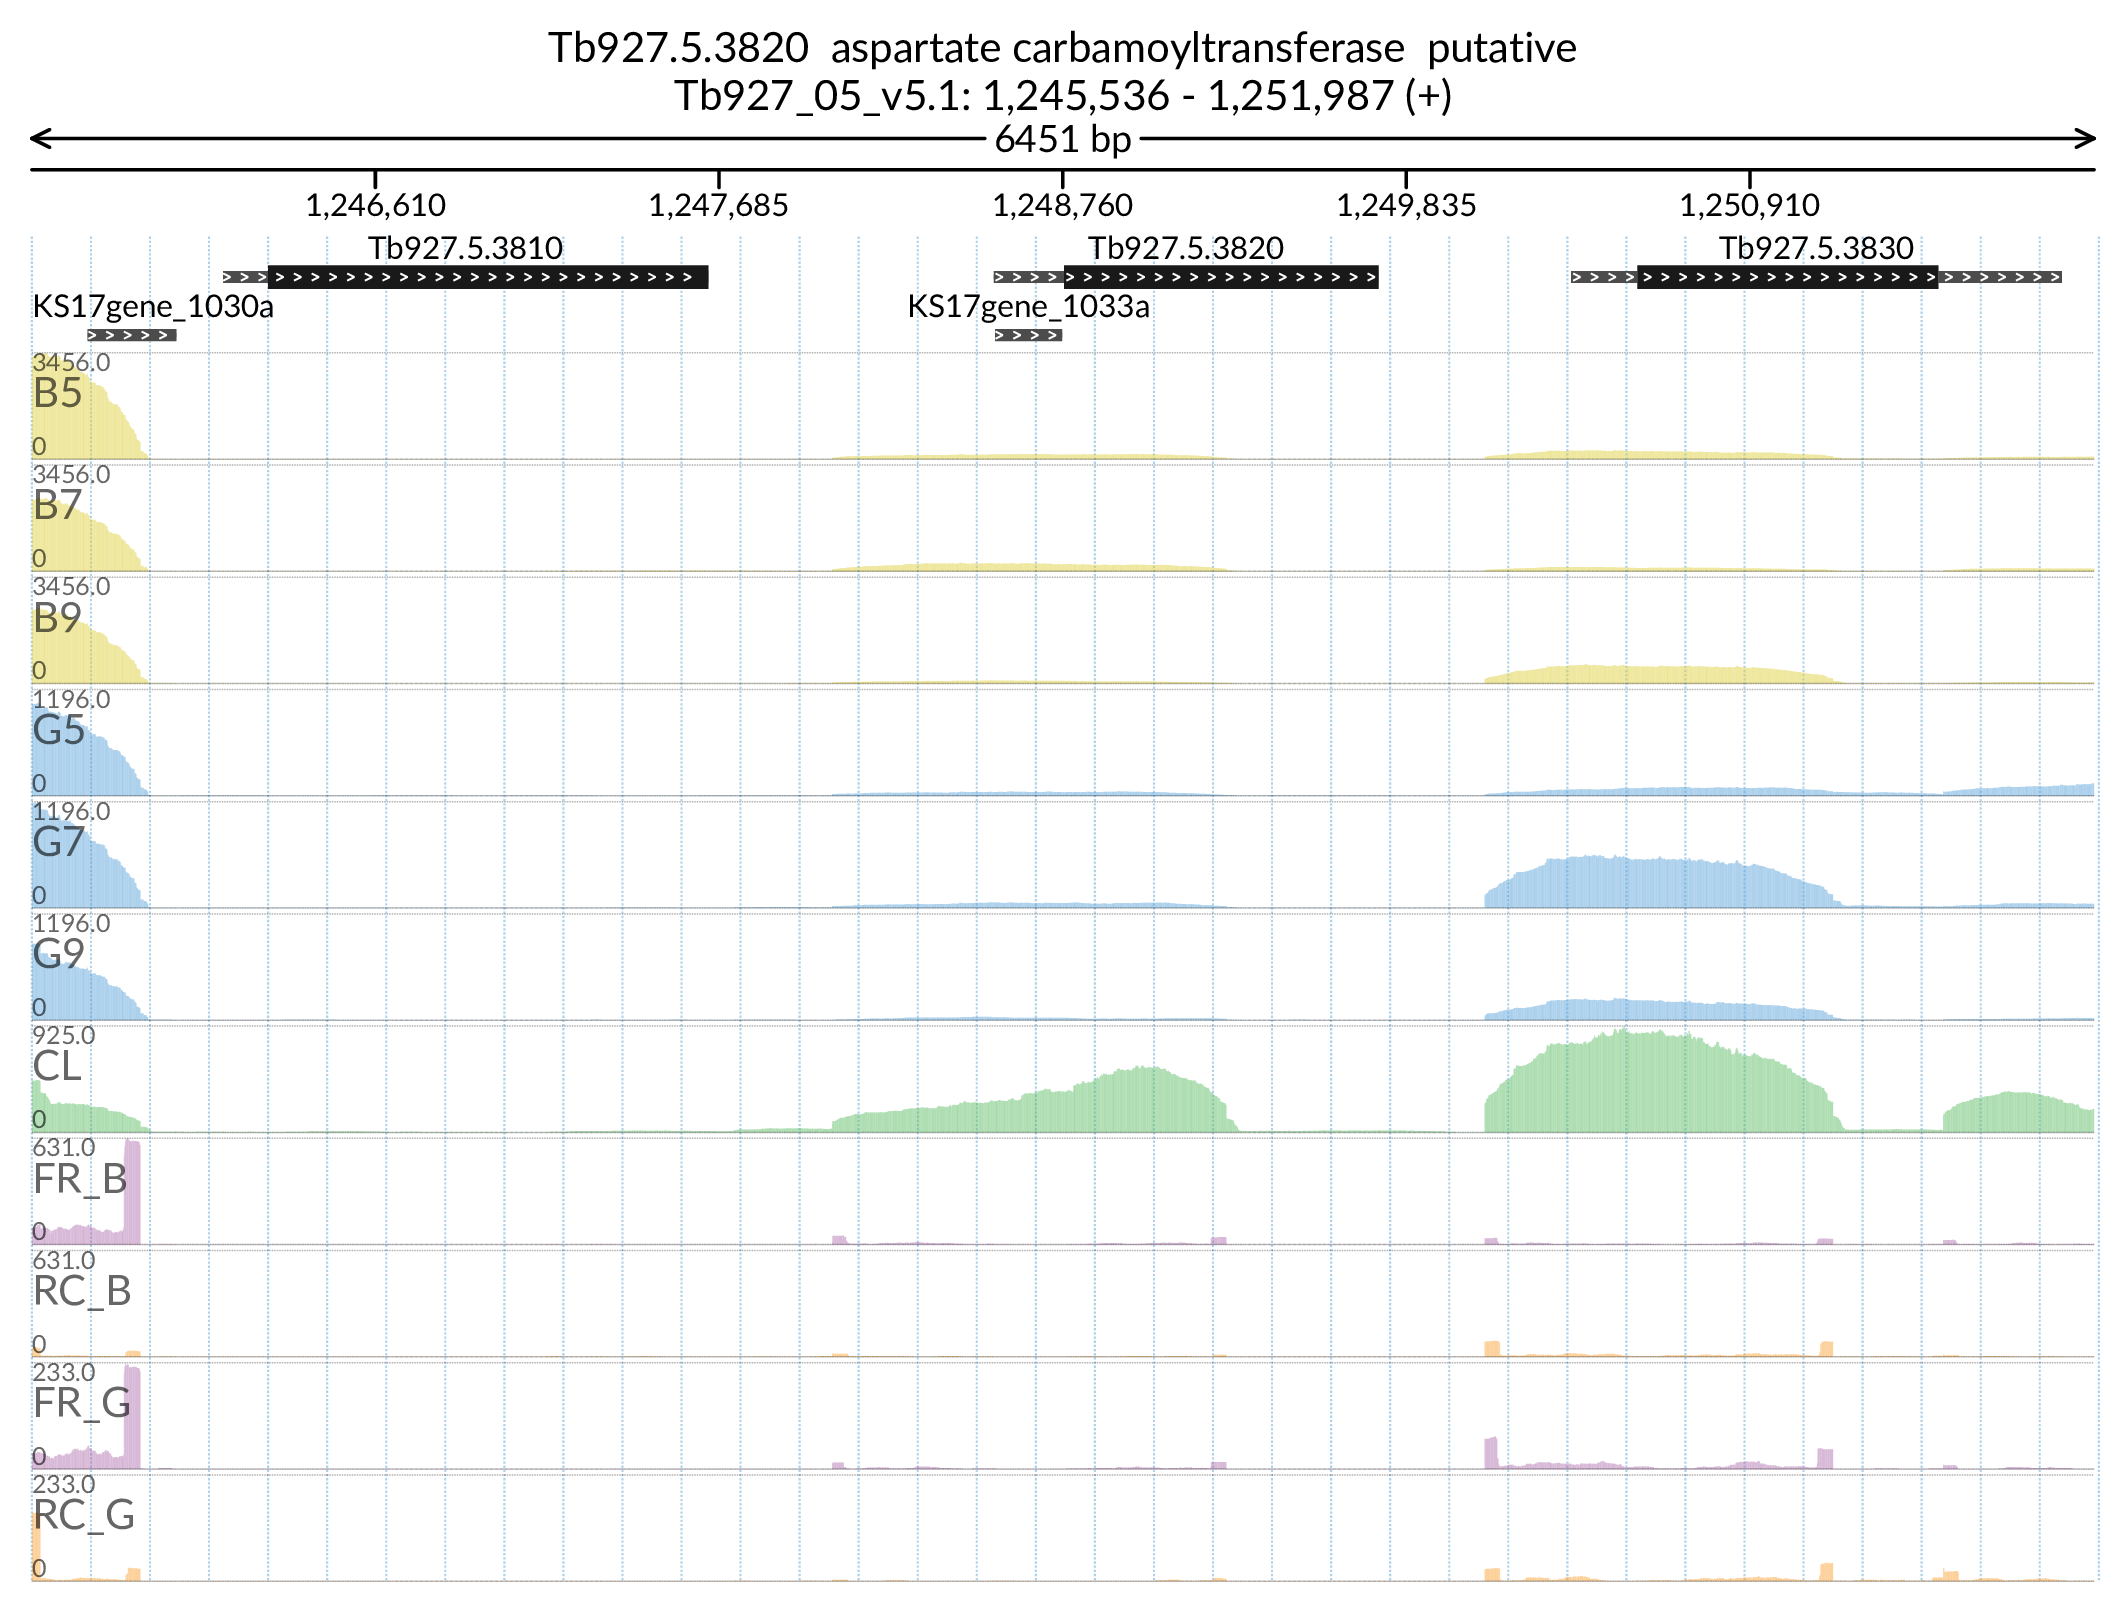 Tb927.5.3820  aspartate carbamoyltransferase  putative
Tb927_05_v5.1: 1,245,536 - 1,251,987 (+)
6451 bp
1,246,610 1,247,685 1,248,760 1,249,835 1,250,910
Tb927.5.3810 Tb927.5.3820 Tb927.5.3830
KS17gene_1030a KS17gene_1033a
3456.0
B5
0
3456.0
B7
0
3456.0
B9
0
1196.0
G5
0
1196.0
G7
0
1196.0
G9
0
925.0
CL
0
631.0
FR_B
0
631.0
RC_B
0
233.0
FR_G
0
233.0
RC_G
0